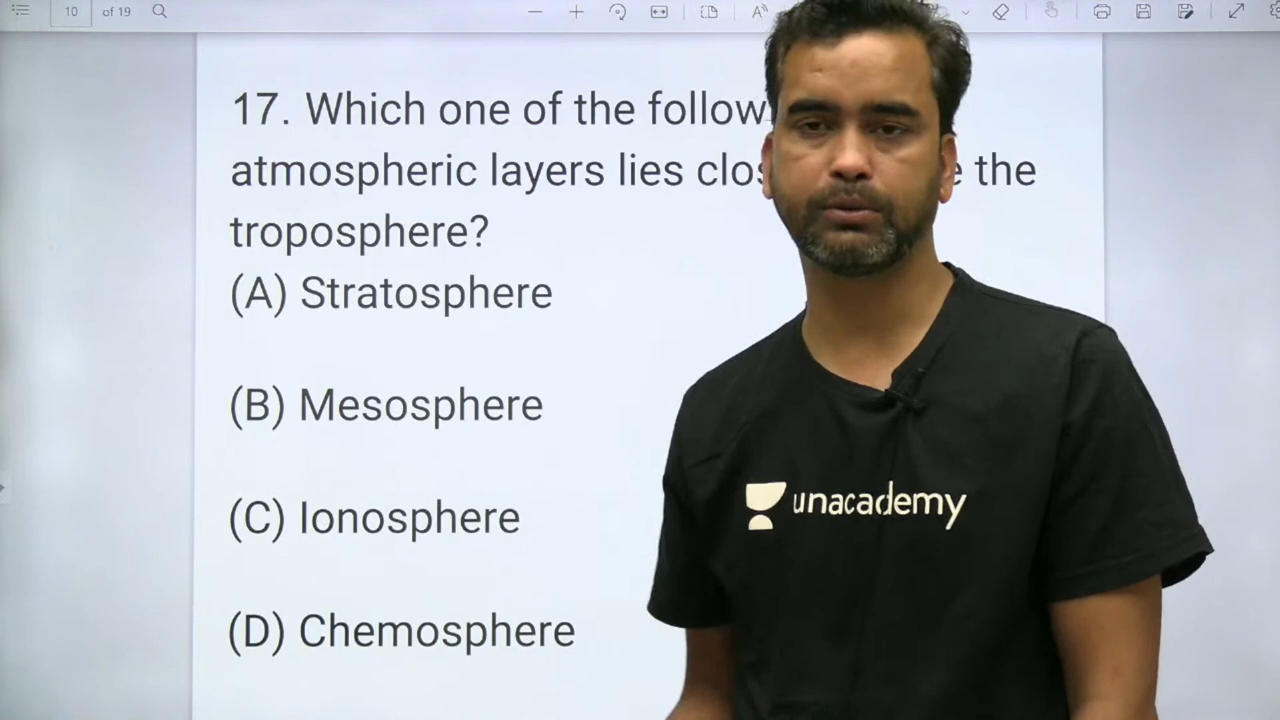 10 of 19
17. Which one of the follow
atmospheric layers lies clos e the
troposphere?
(A) Stratosphere
(B) Mesosphere
(C) Ionosphere
(D) Chemosphere
unacademy